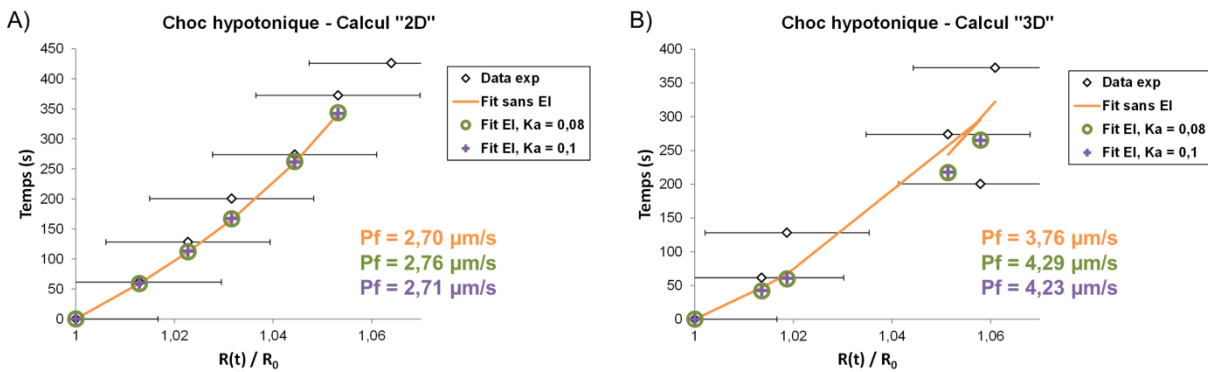 A)
Choc hypotonique - Calcul "2D"
450
400
350
300
250
200
150
100
50
0
Temps (s)
1
1,02
1,04
1,06
R(t) / R₀
Data exp
Fit sans EI
Fit EI, Ka = 0,08
Fit EI, Ka = 0,1
Pf = 2,70 µm/s
Pf = 2,76 µm/s
Pf = 2,71 µm/s
B)
Choc hypotonique - Calcul "3D"
400
350
300
250
200
150
100
50
0
Temps (s)
1
1,02
1,04
1,06
R(t) / R₀
Data exp
Fit sans EI
Fit EI, Ka = 0,08
Fit EI, Ka = 0,1
Pf = 3,76 µm/s
Pf = 4,29 µm/s
Pf = 4,23 µm/s